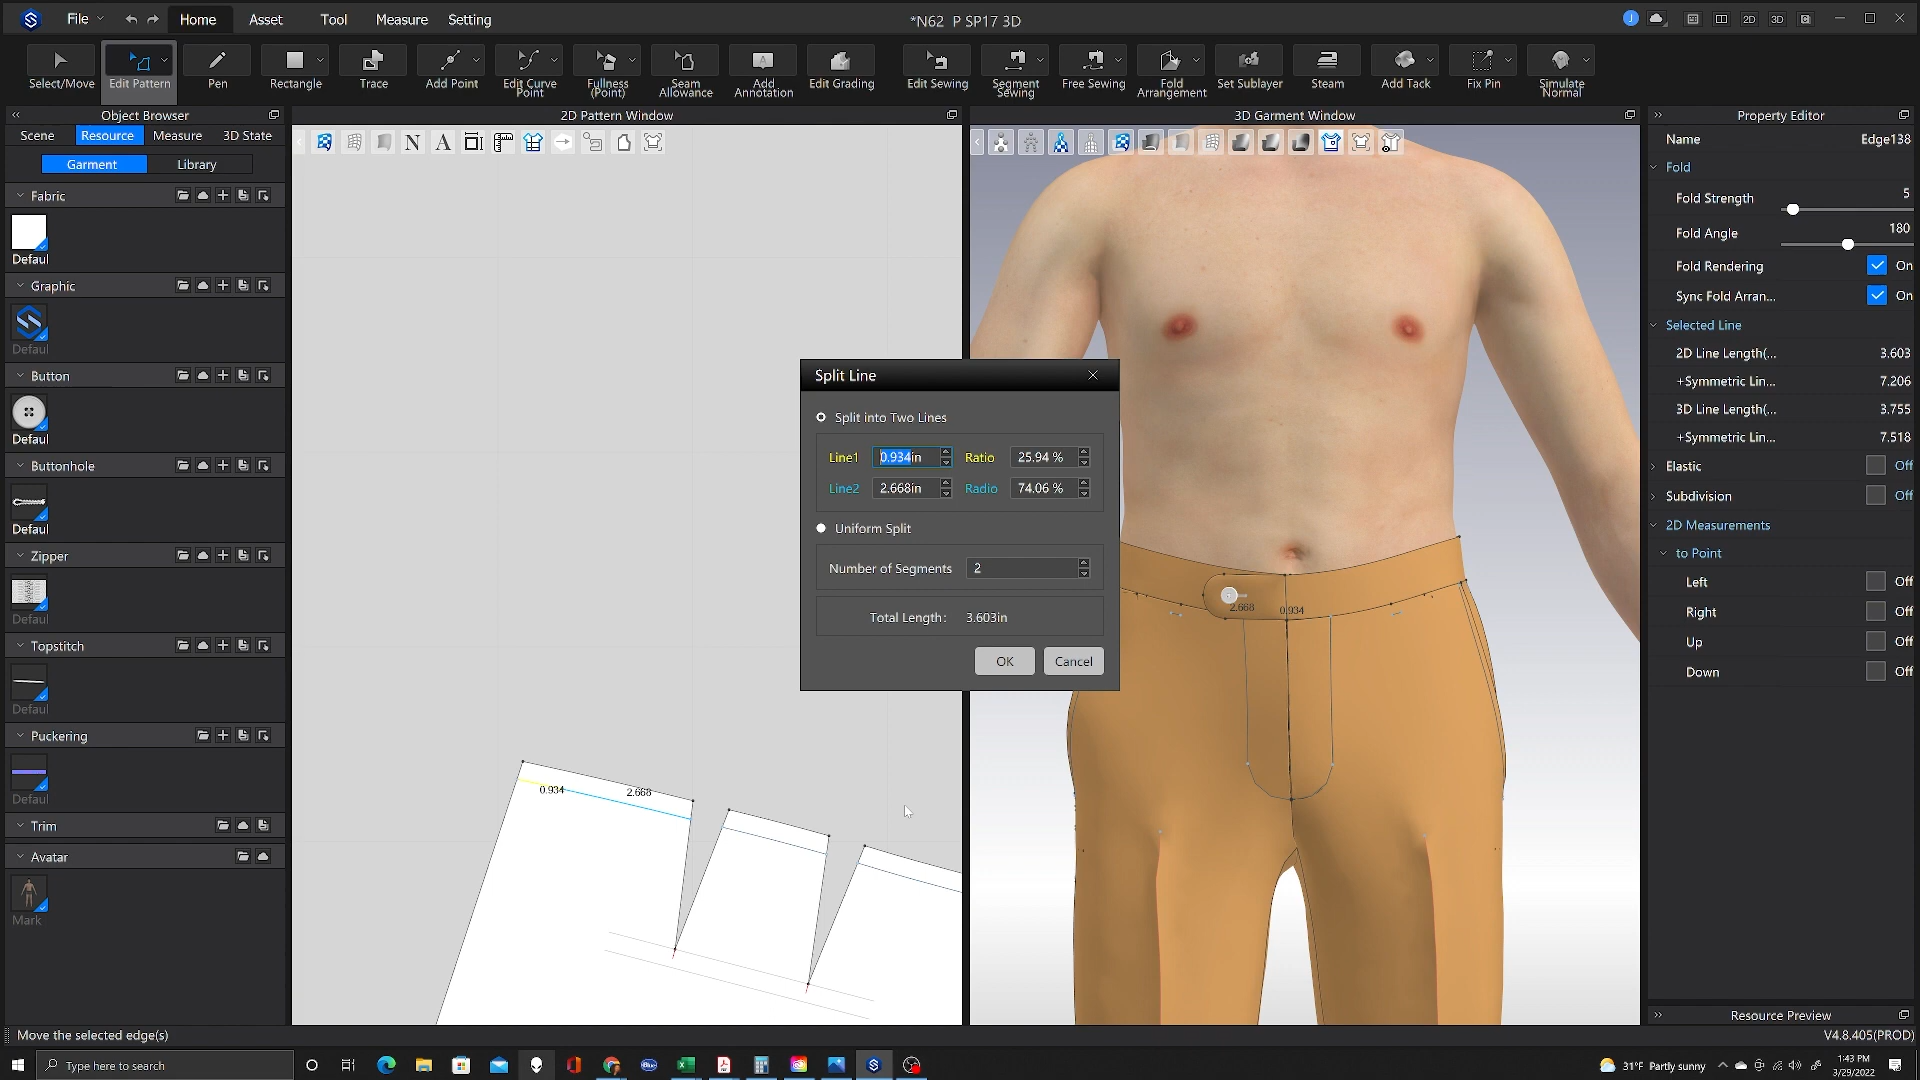 File
Home
Asset
Tool
Measure
Setting
*N62 P SP17 3D
J
2D
3D
Select/Move
Edit Pattern
Pen
Rectangle
Trace
Add Point
Edit Curve
Point
Fullness
(Point)
Seam
Allowance
Add
Annotation
Edit Grading
Edit Sewing
Segment
Sewing
Free Sewing
Fold
Arrangement
Set Sublayer
Steam
Add Tack
Fix Pin
Simulate
Normal
Object Browser
Scene
Resource
Measure
3D State
Garment
Library
Fabric
Defaul
Graphic
Defaul
Button
Defaul
Buttonhole
Defaul
Zipper
Defaul
Topstitch
Defaul
Puckering
Defaul
Trim
Avatar
Mark
2D Pattern Window
N A
0.934
2.668
3D Garment Window
2.668
0.934
Split Line
Split into Two Lines
Line1 0.934in Ratio 25.94 %
Line2 2.668in Radio 74.06 %
Uniform Split
Number of Segments 2
Total Length: 3.603in
OK Cancel
Property Editor
Name Edge138
Fold
Fold Strength 5
Fold Angle 180
Fold Rendering On
Sync Fold Arran... On
Selected Line
2D Line Length(... 3.603
+Symmetric Lin... 7.206
3D Line Length(... 3.755
+Symmetric Lin... 7.518
Elastic Off
Subdivision Off
2D Measurements
to Point
Left Off
Right Off
Up Off
Down Off
Resource Preview
Move the selected edge(s)
V4.8.405(PROD)
Type here to search
31°F Partly sunny
1:43 PM
3/29/2022